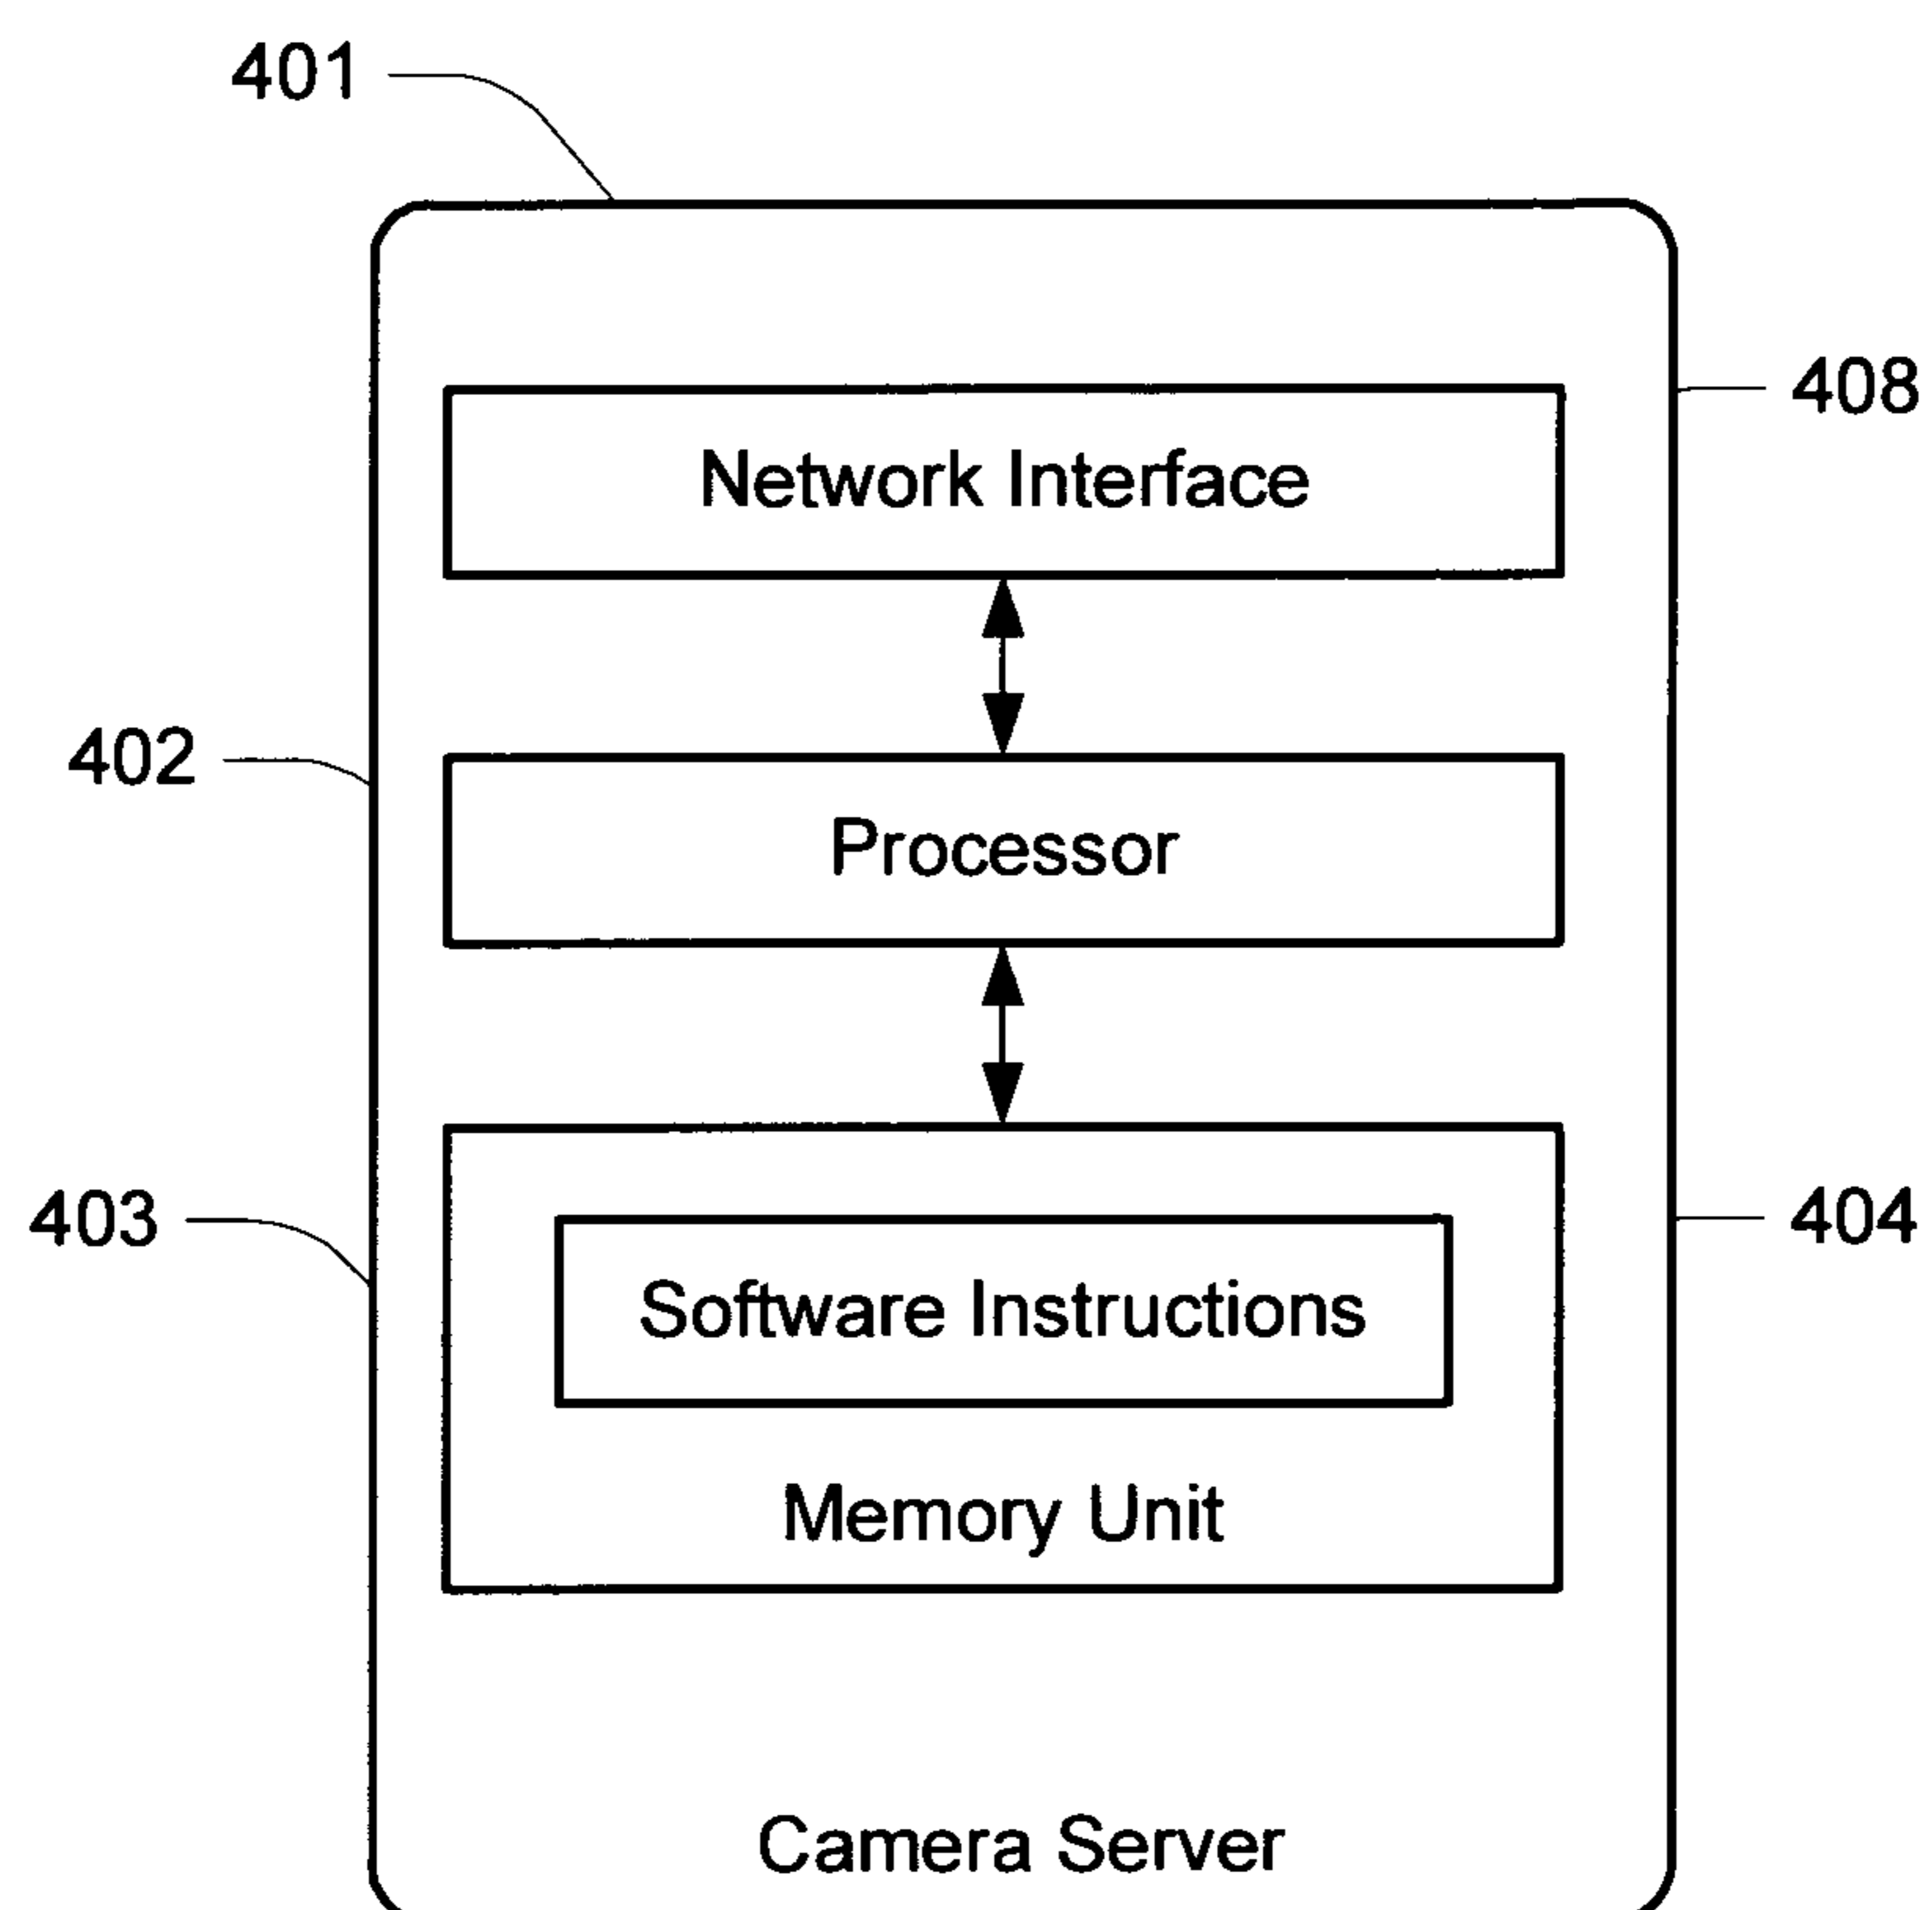 401
408
Network Interface
402
Processor
403
404
Software Instructions
Memory Unit
Camera Server